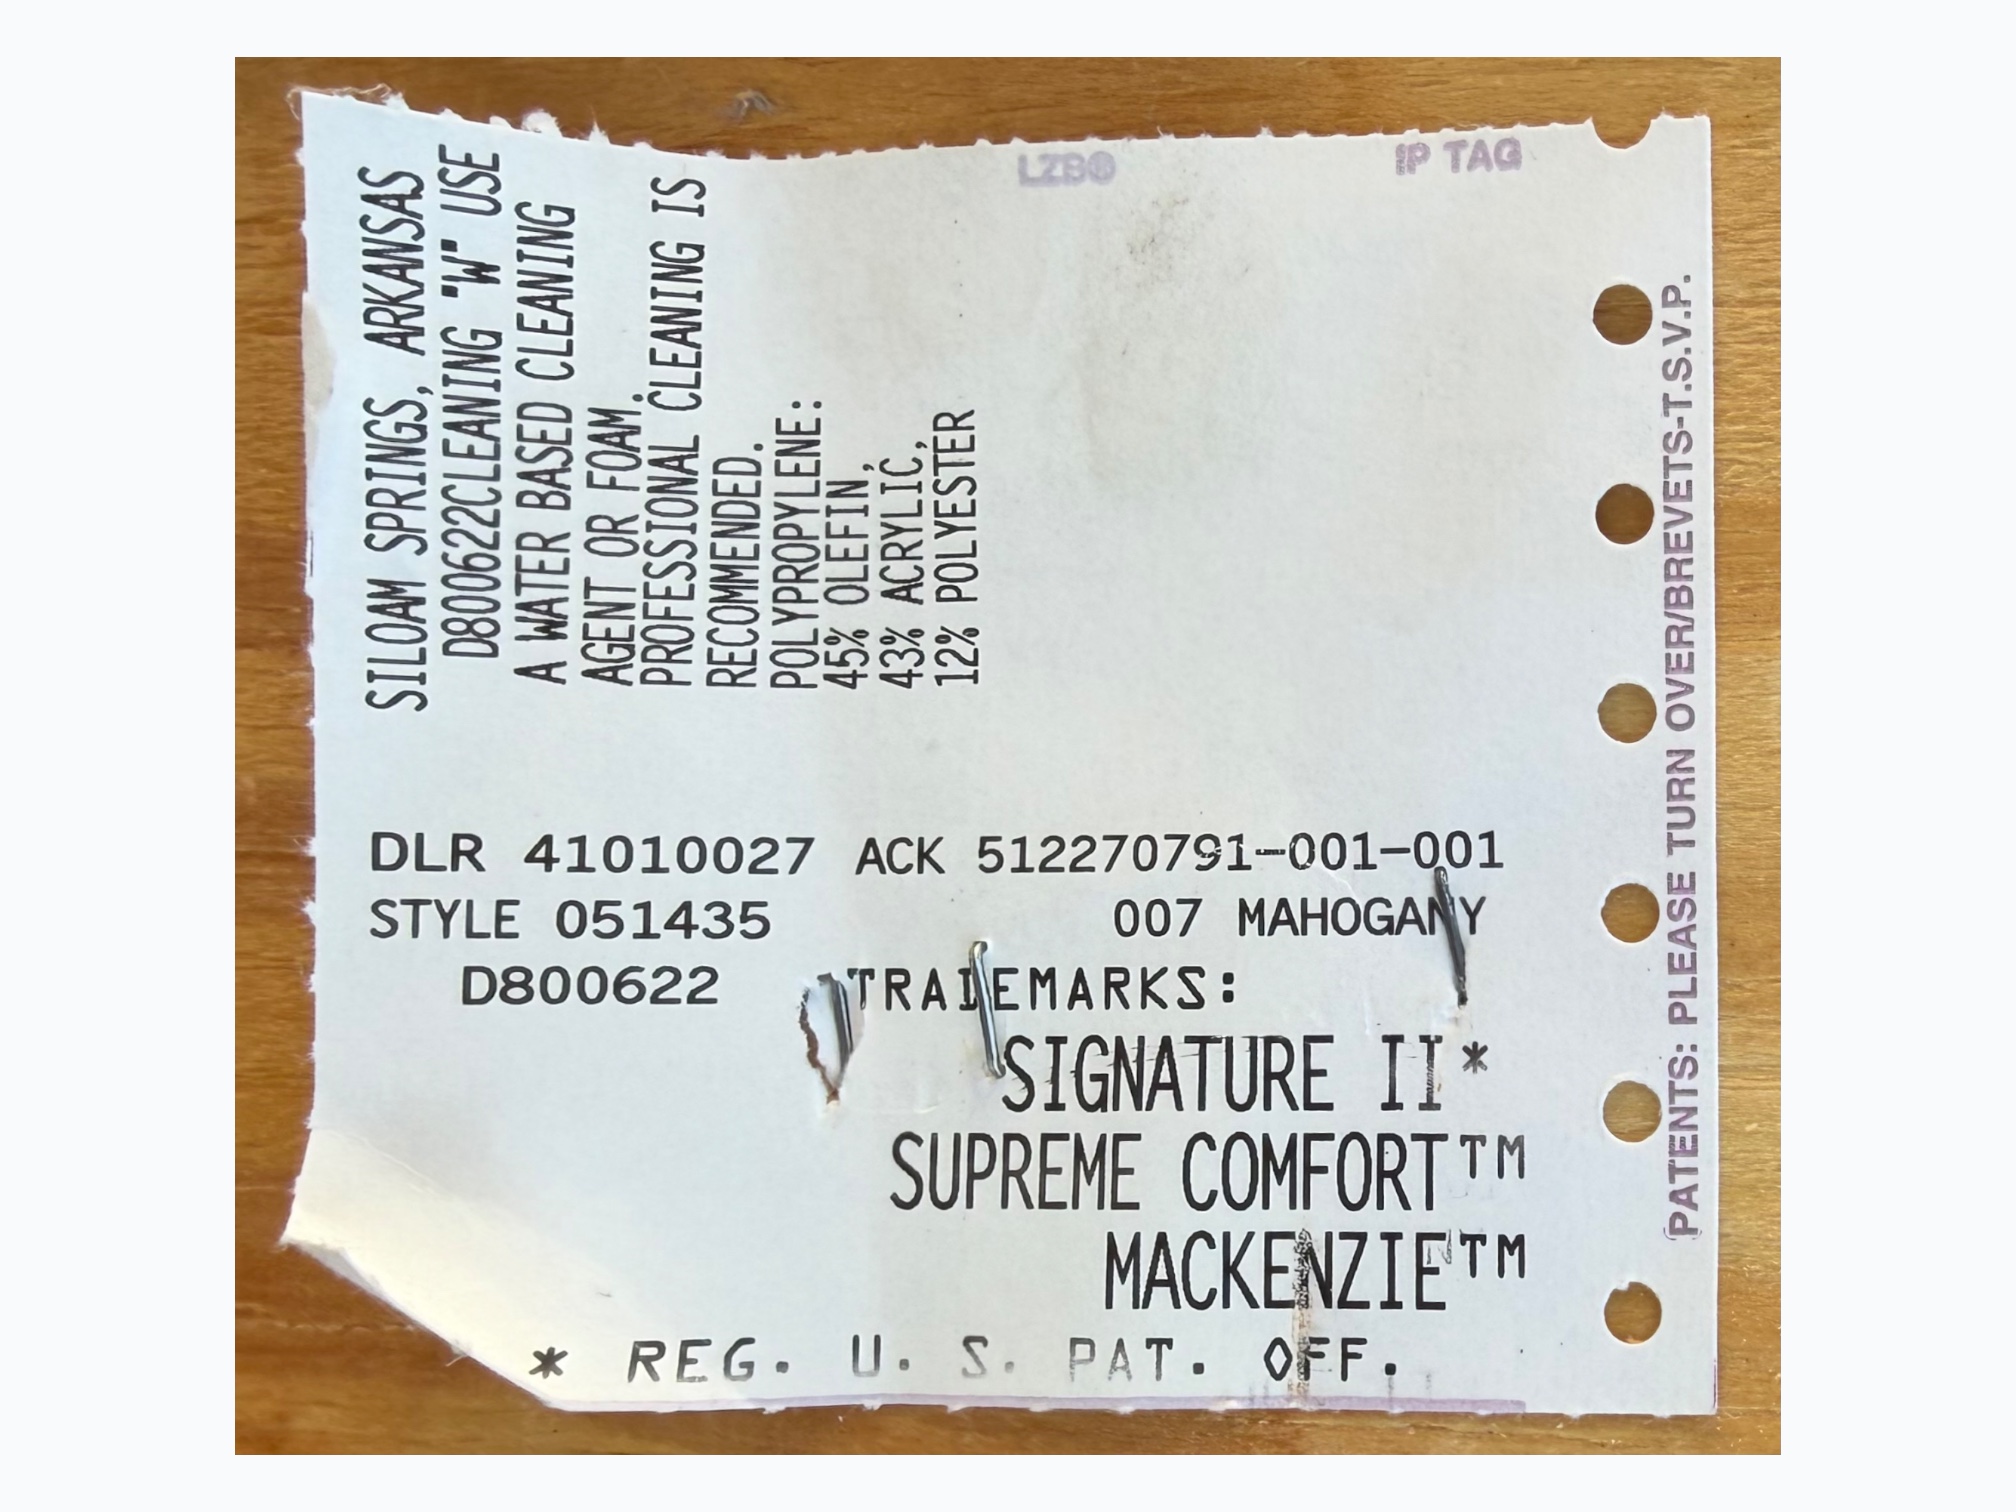 LZB®
IP TAG
SILOAM SPRINGS, ARKANSAS
D800622CLEANING "W" USE
A WATER BASED CLEANING
AGENT OR FOAM.
PROFESSIONAL CLEANING IS
RECOMMENDED.
POLYPROPYLENE:
45% OLEFIN,
43% ACRYLIC,
12% POLYESTER
DLR 41010027 ACK 512270791-001-001
STYLE 051435 007 MAHOGANY
D800622 TRADEMARKS:
SIGNATURE II*
SUPREME COMFORT™
MACKENZIE™
* REG. U. S. PAT. OFF.
PATENTS: PLEASE TURN OVER/BREVETS-T.S.V.P.